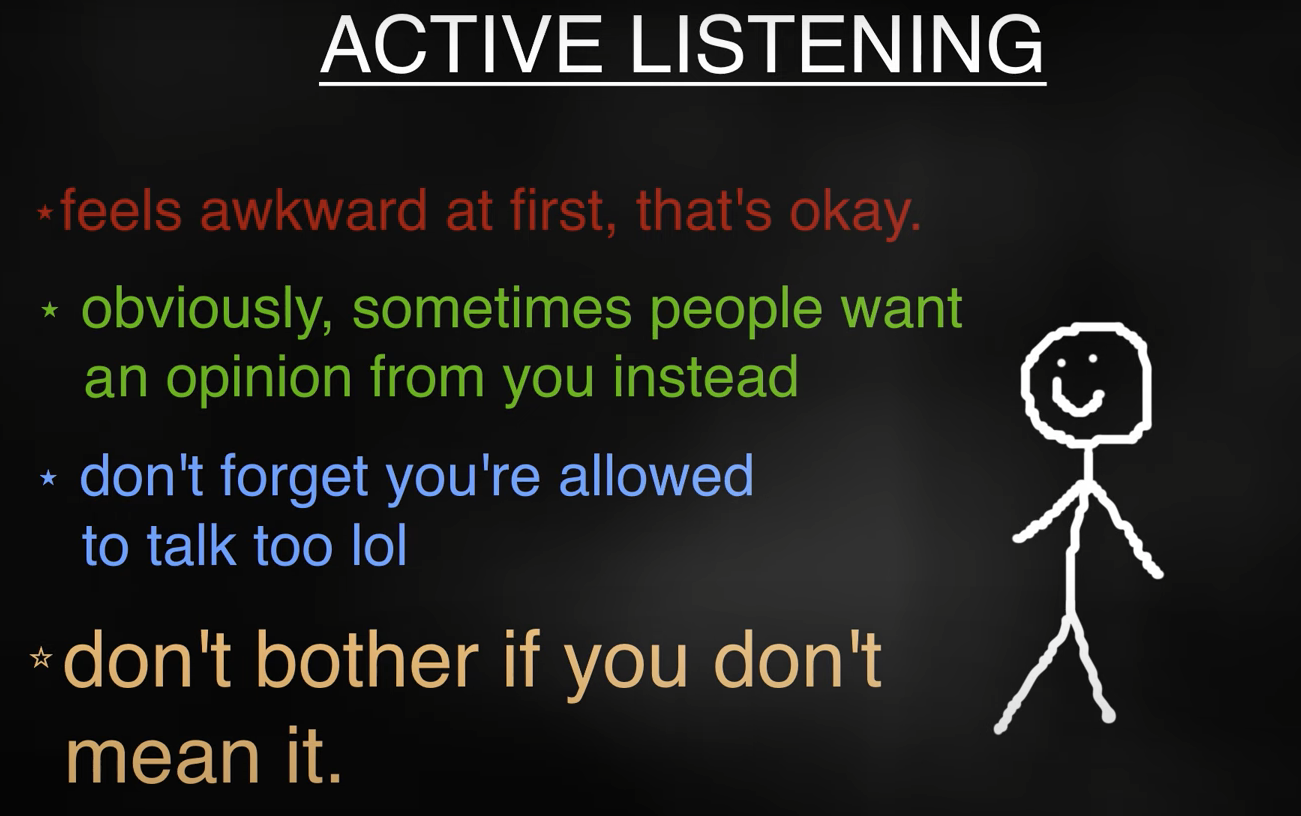 ACTIVE LISTENING
⋆feels awkward at first, that's okay.
⋆ obviously, sometimes people want
an opinion from you instead
⋆ don't forget you're allowed
to talk too lol
☆don't bother if you don't
mean it.